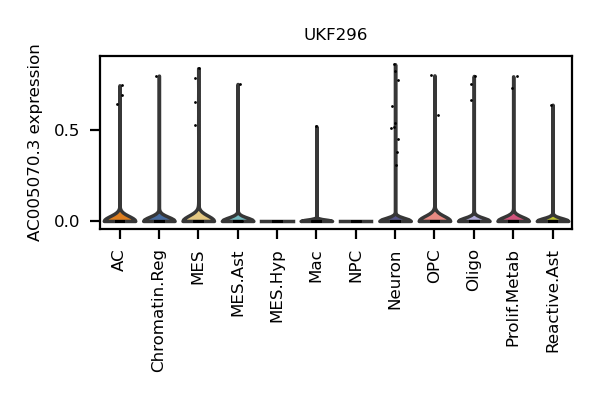 UKF296
AC005070.3 expression
0.5
0.0
AC
Chromatin.Reg
MES
MES.Ast
MES.Hyp
Mac
NPC
Neuron
OPC
Oligo
Prolif.Metab
Reactive.Ast